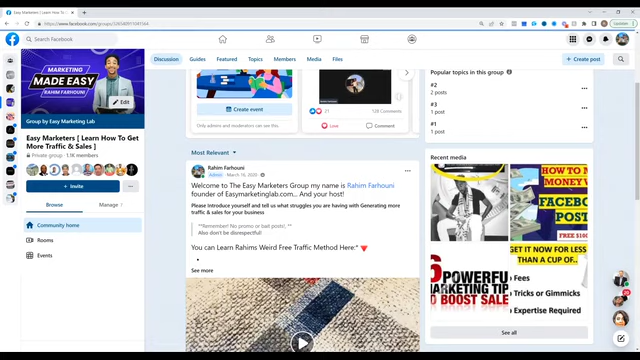 Easy Marketers [ Learn How To G
https://www.facebook.com/groups/
Search Facebook
MARKETING
MADE EASY
RAHIM FARHOUNI
Edit
Group by Easy Marketing Lab
Easy Marketers [ Learn How To Get
More Traffic & Sales ]
Private group · 1.1K members
+ Invite
Browse
Manage
Community home
Rooms
Events
Discussion
Guides
Featured
Topics
Members
Media
Files
+ Create post
Create event
Only admins and moderators can see this.
21
128 Comments
Love
Comment
Most Relevant
Rahim Farhouni
Admin · March 16, 2020
Welcome to The Easy Marketers Group my name is Rahim Farhouni
founder of Easymarketinglab.com... And your host!
Please introduce yourself and tell us what struggles you are having with Generating more
traffic & sales for your business
**Remember! No promo or bait posts!, **
Also don't be disrespectful!
You can Learn Rahims Weird Free Traffic Method Here:*
See more
Popular topics in this group
#2
2 posts
#3
1 post
#1
1 post
Recent media
HOW TO M
MONEY W
FACEBO
POST
FREE $100
6 POWERFUL
MARKETING TIP
TO BOOST SALE
GET IT NOW FOR LESS
THAN A CUP OF...
Fees
Tricks or Gimmicks
Expertise Required
See all
20